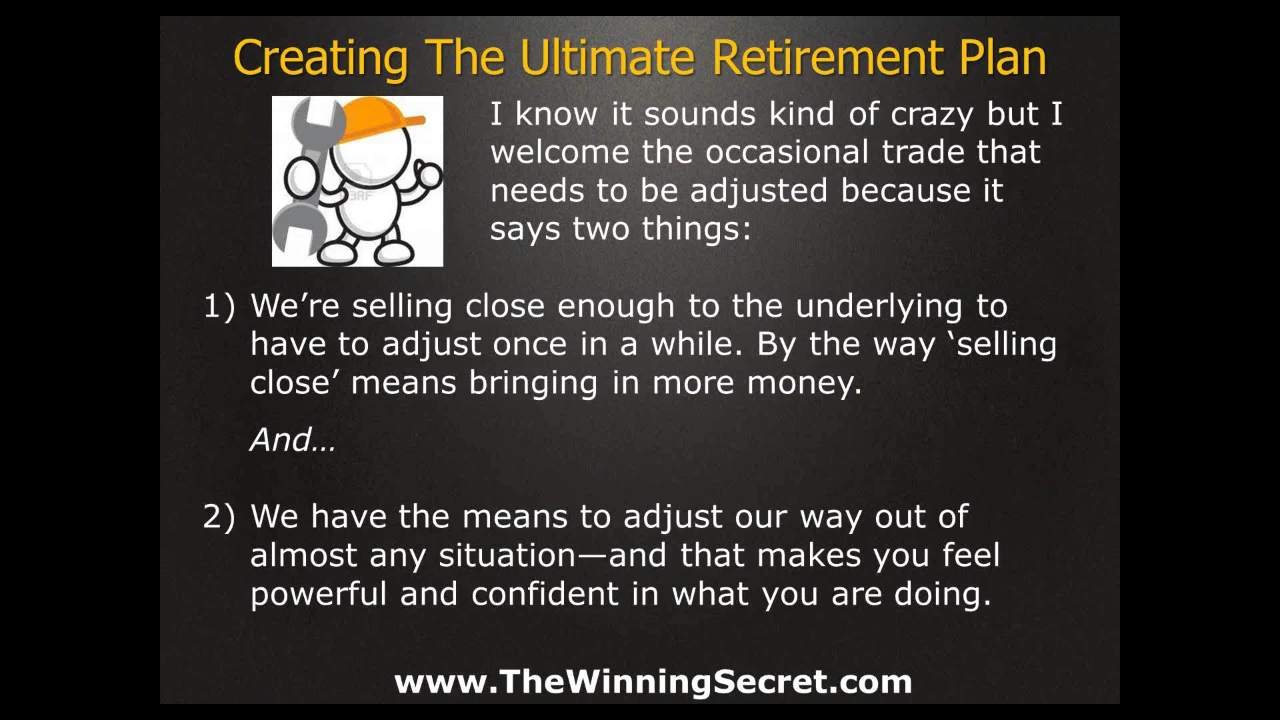 Creating The Ultimate Retirement Plan
I know it sounds kind of crazy but I
welcome the occasional trade that
needs to be adjusted because it
says two things:
1) We’re selling close enough to the underlying to
have to adjust once in a while. By the way ‘selling
close’ means bringing in more money.
And…
2) We have the means to adjust our way out of
almost any situation—and that makes you feel
powerful and confident in what you are doing.
www.TheWinningSecret.com